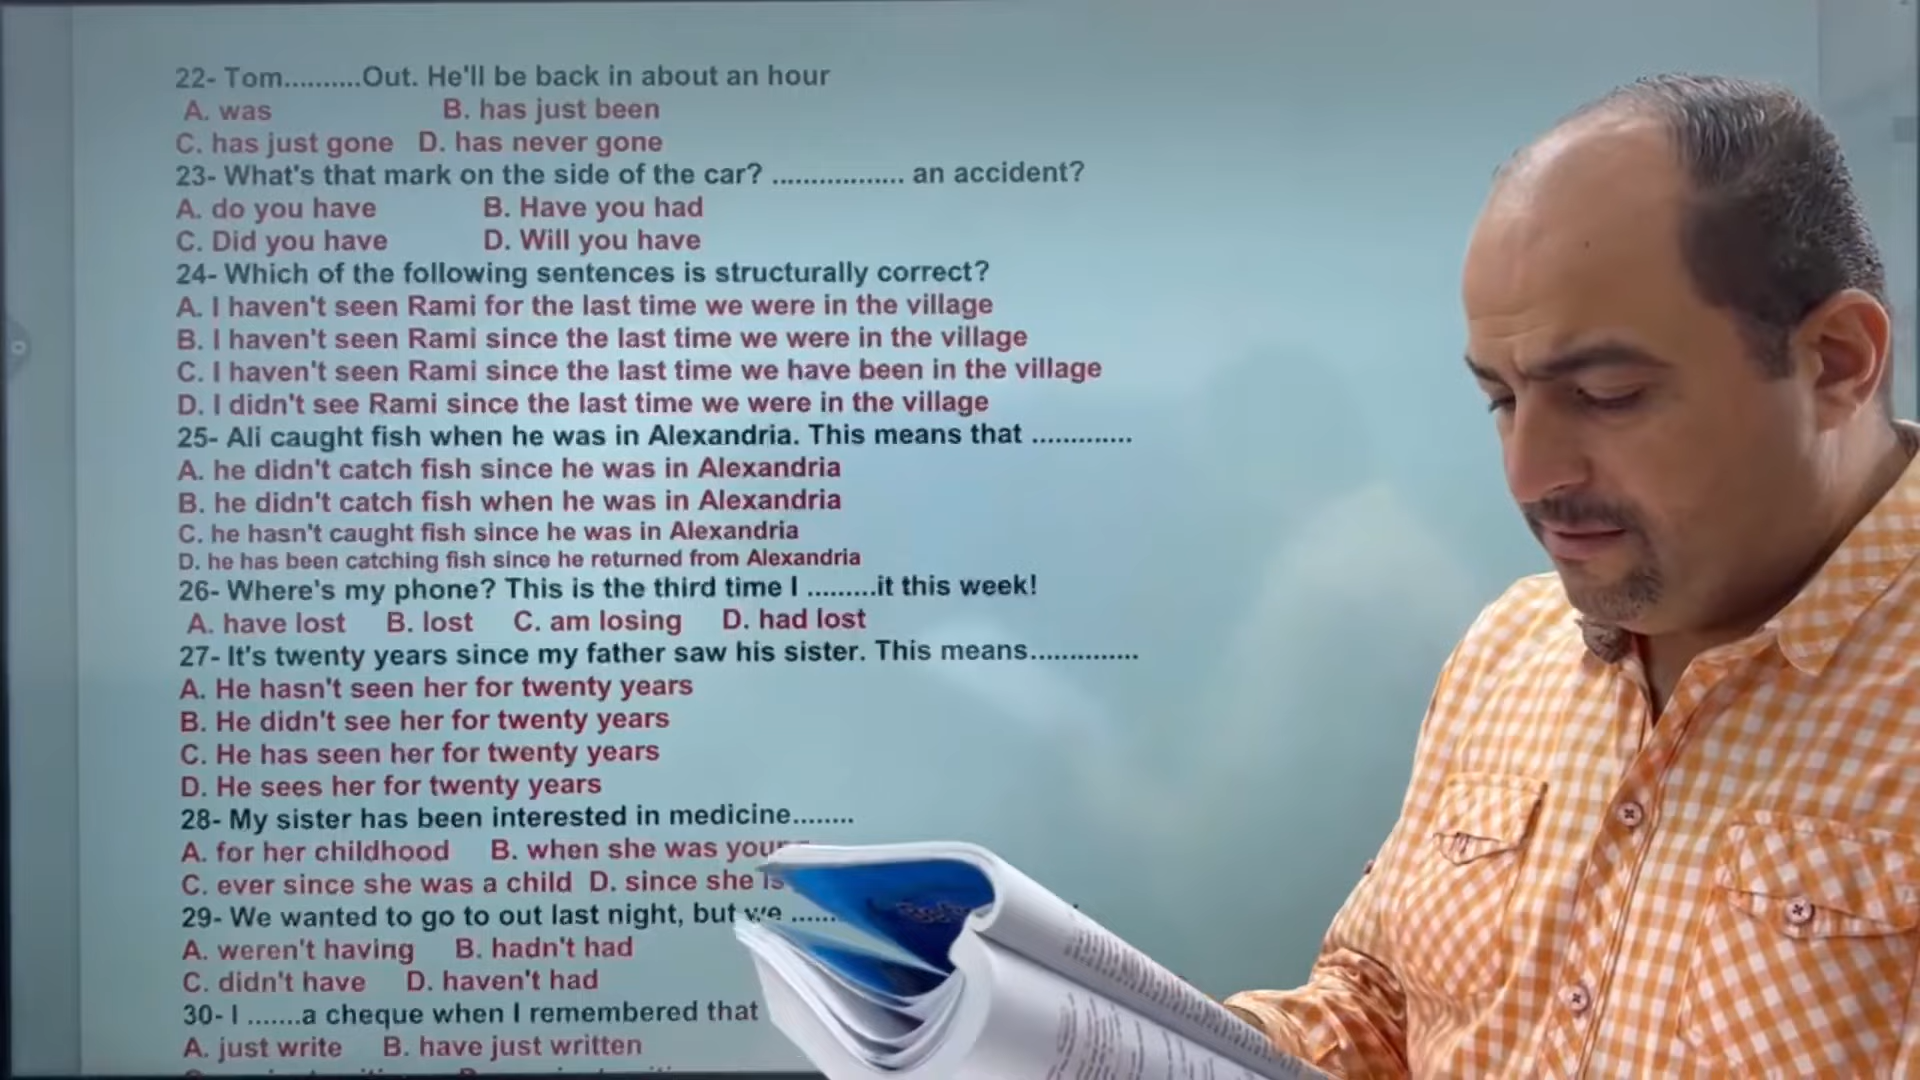 22- Tom..........Out. He'll be back in about an hour
A. was B. has just been
C. has just gone D. has never gone
23- What's that mark on the side of the car? ................. an accident?
A. do you have B. Have you had
C. Did you have D. Will you have
24- Which of the following sentences is structurally correct?
A. I haven't seen Rami for the last time we were in the village
B. I haven't seen Rami since the last time we were in the village
C. I haven't seen Rami since the last time we have been in the village
D. I didn't see Rami since the last time we were in the village
25- Ali caught fish when he was in Alexandria. This means that .............
A. he didn't catch fish since he was in Alexandria
B. he didn't catch fish when he was in Alexandria
C. he hasn't caught fish since he was in Alexandria
D. he has been catching fish since he returned from Alexandria
26- Where's my phone? This is the third time I .........it this week!
A. have lost B. lost C. am losing D. had lost
27- It's twenty years since my father saw his sister. This means..............
A. He hasn't seen her for twenty years
B. He didn't see her for twenty years
C. He has seen her for twenty years
D. He sees her for twenty years
28- My sister has been interested in medicine........
A. for her childhood B. when she was
C. ever since she was a child D. since she is
29- We wanted to go to out last night, but we ......
A. weren't having B. hadn't had
C. didn't have D. haven't had
30- I .......a cheque when I remembered that
A. just write B. have just written